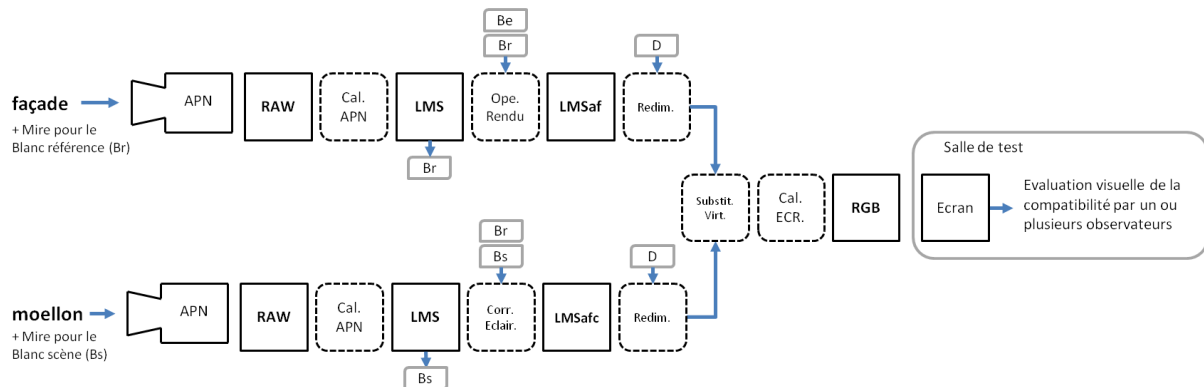 Be
Br
D
façade
+ Mire pour le
Blanc référence (Br)
APN
RAW
Cal.
APN
LMS
Ope.
Rendu
LMSaf
Redim.
Br
Salle de test
Substit.
Virt.
Cal.
ECR.
RGB
Ecran
Evaluation visuelle de la
compatibilité par un ou
plusieurs observateurs
Br
Bs
D
moellon
+ Mire pour le
Blanc scène (Bs)
APN
RAW
Cal.
APN
LMS
Corr.
Eclair.
LMSafc
Redim.
Bs